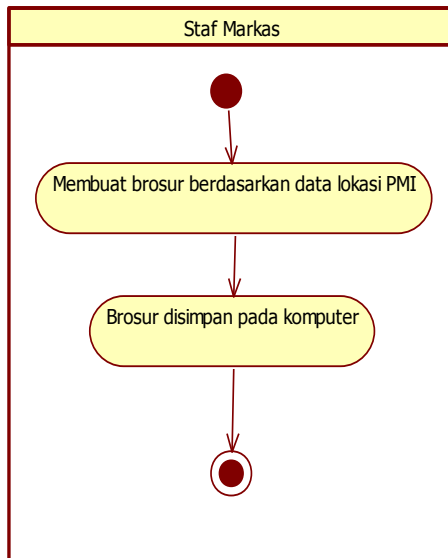 Staf Markas
Membuat brosur berdasarkan data lokasi PMI
Brosur disimpan pada komputer